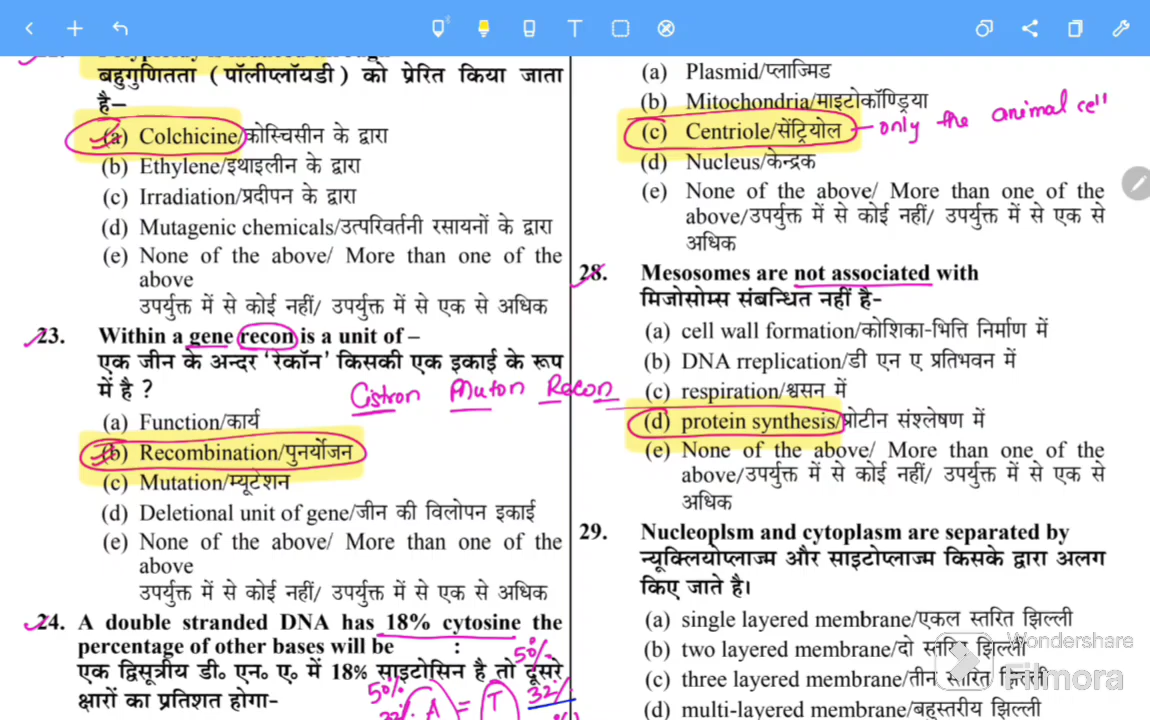 बहुगुणितता (पॉलीप्लॉयडी) को प्रेरित किया जाता
है–
(a) Colchicine/कोस्चिसीन के द्वारा
(b) Ethylene/इथाइलीन के द्वारा
(c) Irradiation/प्रदीपन के द्वारा
(d) Mutagenic chemicals/उत्परिवर्तनी रसायनों के द्वारा
(e) None of the above/ More than one of the
above
उपर्युक्त में से कोई नहीं/ उपर्युक्त में से एक से अधिक
23. Within a gene recon is a unit of –
एक जीन के अन्दर 'रेकॉन' किसकी एक इकाई के रूप
में है ?
Cistron Muton Recon
(a) Function/कार्य
(b) Recombination/पुनर्योजन
(c) Mutation/म्यूटेशन
(d) Deletional unit of gene/जीन की विलोपन इकाई
(e) None of the above/ More than one of the
above
उपर्युक्त में से कोई नहीं/ उपर्युक्त में से एक से अधिक
24. A double stranded DNA has 18% cytosine the
percentage of other bases will be :
एक द्विसूत्रीय डी० एन० ए० में 18% साइटोसिन है तो दूसरे
क्षारों का प्रतिशत होगा-
50%
50%
A = T
32%
(a) Plasmid/प्लाज्मिड
(b) Mitochondria/माइटोकॉण्ड्रिया
(c) Centriole/सेंट्रियोल – only the animal cell
(d) Nucleus/केन्द्रक
(e) None of the above/ More than one of the
above/उपर्युक्त में से कोई नहीं/ उपर्युक्त में से एक से
अधिक
28. Mesosomes are not associated with
मिजोसोम्स संबन्धित नहीं है-
(a) cell wall formation/कोशिका-भित्ति निर्माण में
(b) DNA rreplication/डी एन ए प्रतिभवन में
(c) respiration/श्वसन में
(d) protein synthesis/प्रोटीन संश्लेषण में
(e) None of the above/ More than one of the
above/उपर्युक्त में से कोई नहीं/ उपर्युक्त में से एक से
अधिक
29. Nucleoplsm and cytoplasm are separated by
न्यूक्लियोप्लाज्म और साइटोप्लाज्म किसके द्वारा अलग
किए जाते है।
(a) single layered membrane/एकल स्तरित झिल्ली
(b) two layered membrane/दो स्तरित झिल्ली
(c) three layered membrane/तीन स्तरित झिल्ली
(d) multi-layered membrane/बहुस्तरीय झिल्ली
Wondershare
Filmora